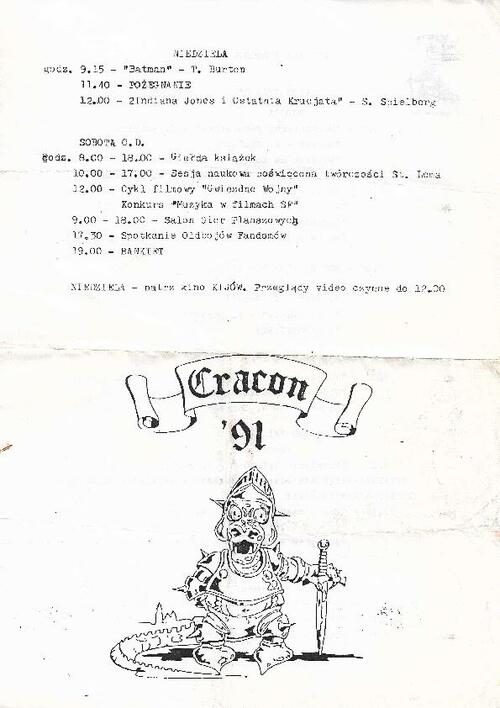 NIEDZIELA
godz. 9.15 - "Batman" - T. Burton
11.40 - POŻEGNANIE
12.00 - 2Indiana Jones i Ostatnia Krucjata" - S. Spielberg
SOBOTA C.D.
godz. 8.00 - 18.00 - Giełda książek
10.00 - 17.00 - Sesja naukowa poświęcona twórczości St. Lema
12.00 - Cykl filmowy "Gwiezdne Wojny"
Konkurs "Muzyka w filmach SF"
9.00 - 18.00 - Salon Gier Planszowych
17.30 - Spotkanie Oldbojów Fandomów
19.00 - BANKIET
NIEDZIELA - patrz kino KIJÓW. Przeglądy video czynne do 12.00
Cracon
'91